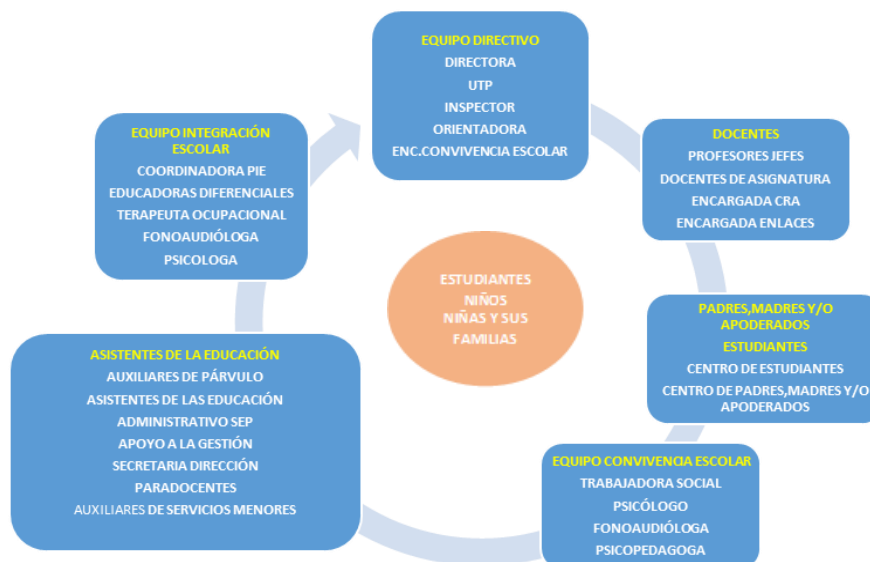 EQUIPO DIRECTIVO
DIRECTORA
UTP
INSPECTOR
ORIENTADORA
ENC.CONVIVENCIA ESCOLAR
DOCENTES
PROFESORES JEFES
DOCENTES DE ASIGNATURA
ENCARGADA CRA
ENCARGADA ENLACES
PADRES,MADRES Y/O
APODERADOS
ESTUDIANTES
CENTRO DE ESTUDIANTES
CENTRO DE PADRES,MADRES Y/O
APODERADOS
EQUIPO CONVIVENCIA ESCOLAR
TRABAJADORA SOCIAL
PSICÓLOGO
FONOAUDIÓLOGA
PSICOPEDAGOGA
ASISTENTES DE LA EDUCACIÓN
AUXILIARES DE PÁRVULO
ASISTENTES DE LAS EDUCACIÓN
ADMINISTRATIVO SEP
APOYO A LA GESTIÓN
SECRETARIA DIRECCIÓN
PARADOCENTES
AUXILIARES DE SERVICIOS MENORES
EQUIPO INTEGRACIÓN
ESCOLAR
COORDINADORA PIE
EDUCADORAS DIFERENCIALES
TERAPEUTA OCUPACIONAL
FONOAUDIÓLOGA
PSICOLOGA
ESTUDIANTES
NIÑOS
NIÑAS Y SUS
FAMILIAS